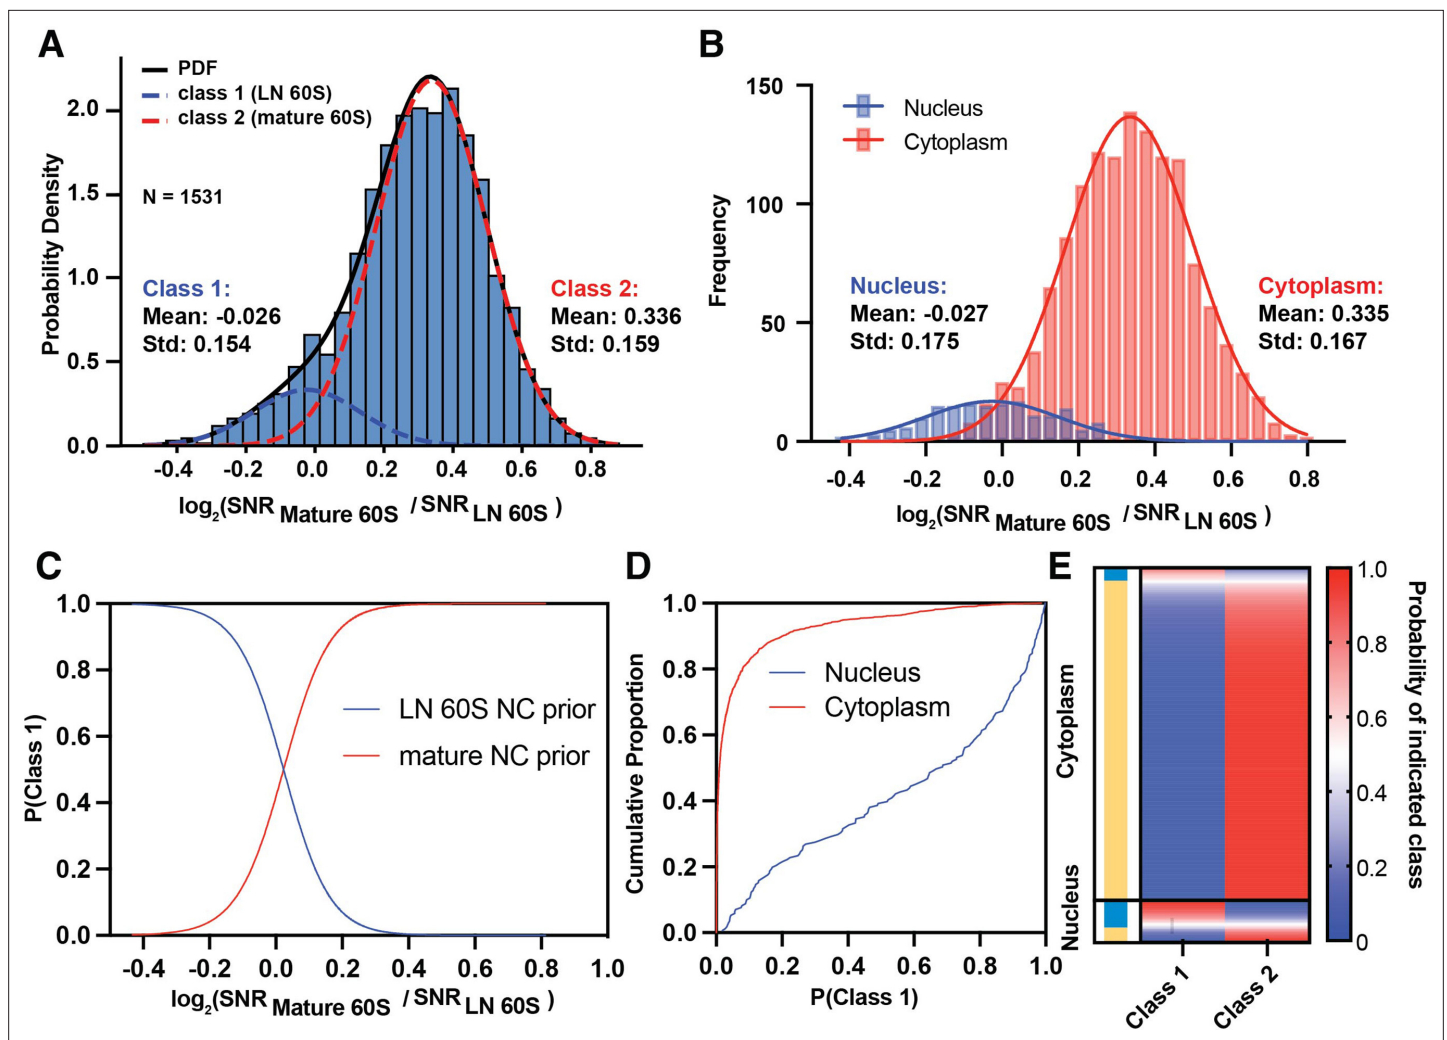 A
PDF
class 1 (LN 60S)
class 2 (mature 60S)
N = 1531
Class 1:
Mean: -0.026
Std: 0.154
Class 2:
Mean: 0.336
Std: 0.159
Probability Density
2.0
1.5
1.0
0.5
0.0
-0.4 -0.2 0.0 0.2 0.4 0.6 0.8
log2(SNR Mature 60S / SNR LN 60S )
B
Nucleus
Cytoplasm
Nucleus:
Mean: -0.027
Std: 0.175
Cytoplasm:
Mean: 0.335
Std: 0.167
Frequency
150
100
50
0
-0.4 -0.2 0.0 0.2 0.4 0.6 0.8
log2(SNR Mature 60S / SNR LN 60S )
C
P(Class 1)
1.0
0.8
0.6
0.4
0.2
0.0
LN 60S NC prior
mature NC prior
-0.4 -0.2 0.0 0.2 0.4 0.6 0.8 1.0
log2(SNR Mature 60S / SNR LN 60S )
D
Cumulative Proportion
1.0
0.8
0.6
0.4
0.2
0.0
Nucleus
Cytoplasm
0.0 0.2 0.4 0.6 0.8 1.0
P(Class 1)
E
Cytoplasm
Nucleus
Class 1
Class 2
1.0
0.8
0.6
0.4
0.2
0
Probability of indicated class